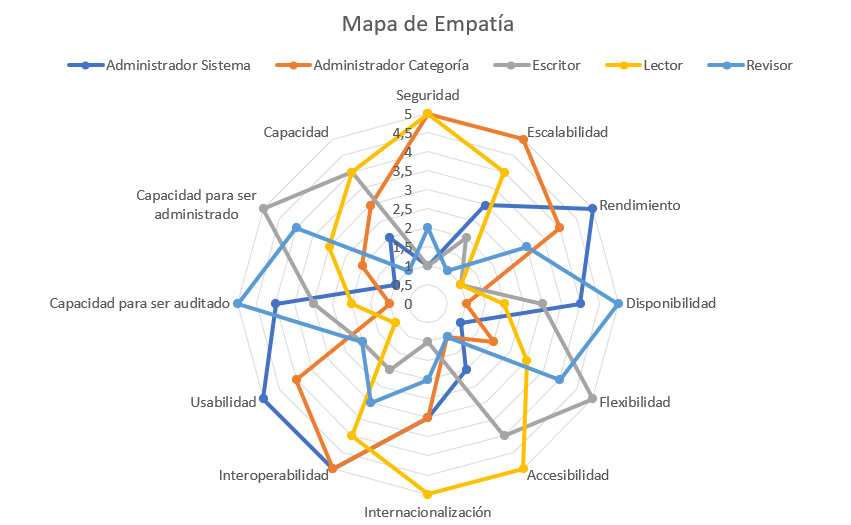 Mapa de Empatía
Administrador Sistema
Administrador Categoría
Escritor
Lector
Revisor
Seguridad
Escalabilidad
Rendimiento
Disponibilidad
Flexibilidad
Accesibilidad
Internacionalización
Interoperabilidad
Usabilidad
Capacidad para ser auditado
Capacidad para ser
administrado
Capacidad
5
4,5
4
3,5
3
2,5
2
1,5
1
0,5
0